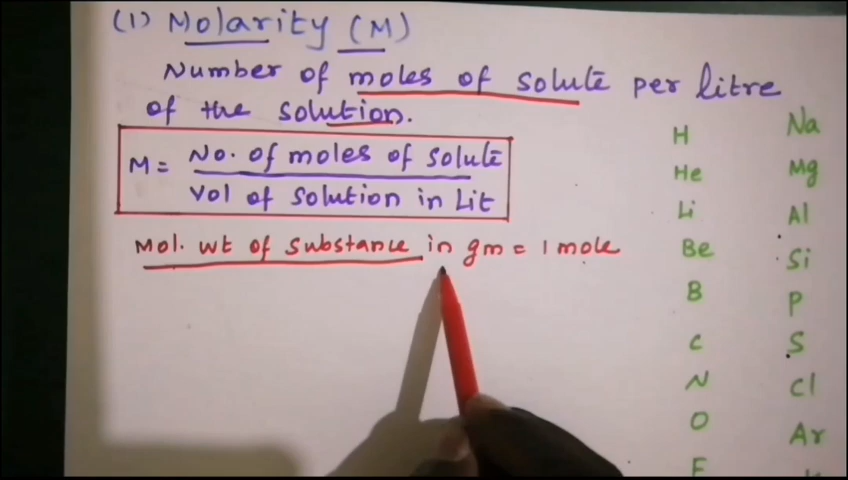 (1) Molarity (M)
Number of moles of solute per litre
of the solution.
M = No. of moles of solute
Vol of solution in Lit
Mol. wt of substance in gm = 1 mole
H Na
He Mg
Li Al
Be Si
B P
C S
N Cl
O Ar
F